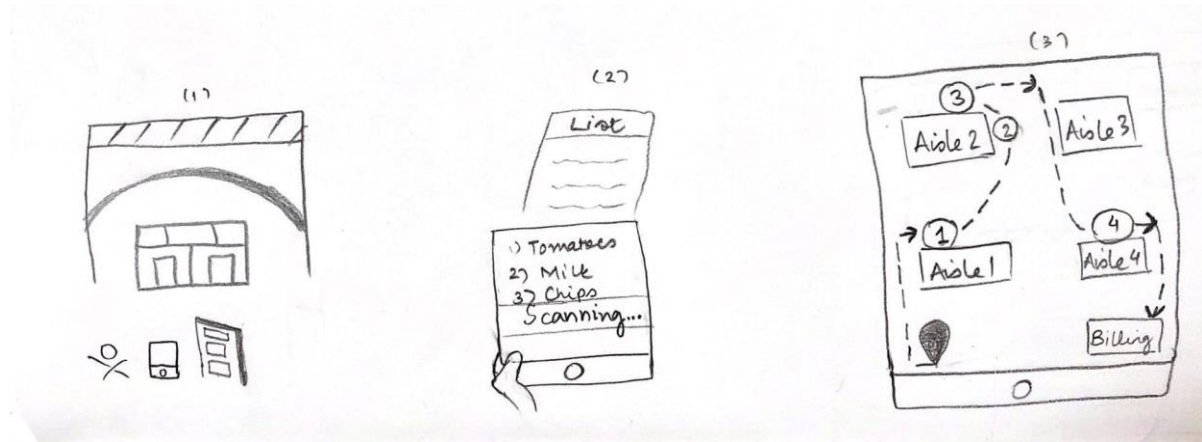 (1)
(2)
List
1) Tomatoes
2) Milk
3) Chips
Scanning...
(3)
3
2
Aisle 2
Aisle 3
1
4
Aisle 1
Aisle 4
Billing